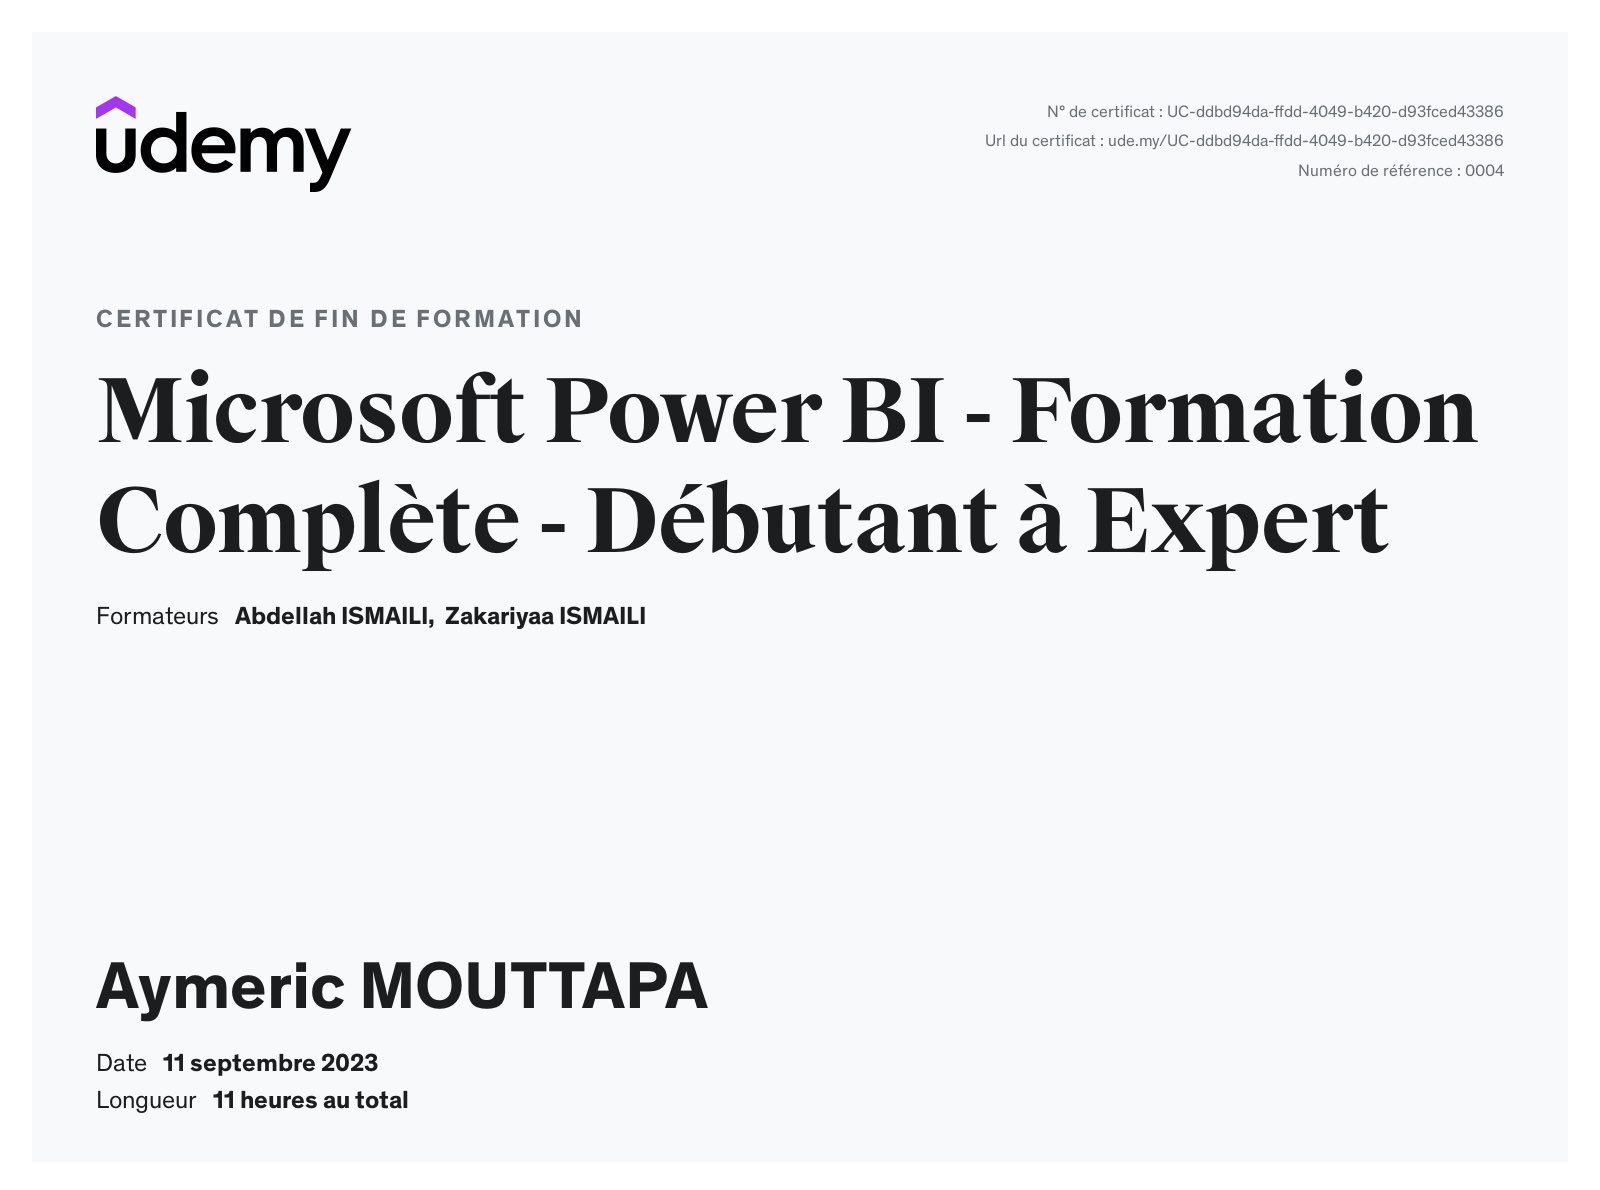 udemy
N° de certificat : UC-ddbd94da-ffdd-4049-b420-d93fced43386
Url du certificat : ude.my/UC-ddbd94da-ffdd-4049-b420-d93fced43386
Numéro de référence : 0004
CERTIFICAT DE FIN DE FORMATION
Microsoft Power BI - Formation
Complète - Débutant à Expert
Formateurs Abdellah ISMAILI, Zakariyaa ISMAILI
Aymeric MOUTTAPA
Date 11 septembre 2023
Longueur 11 heures au total